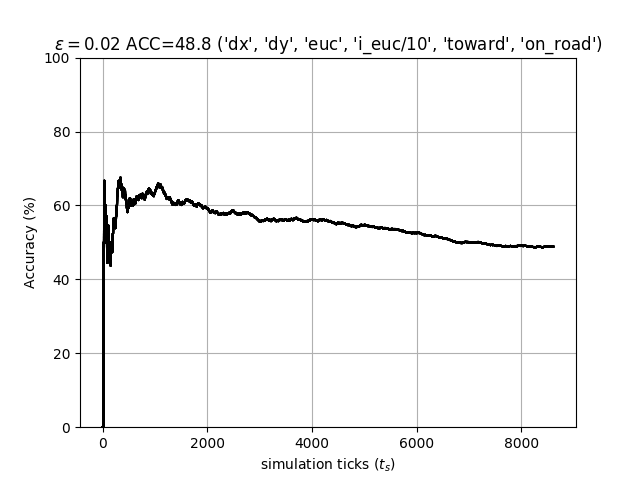 ε = 0.02 ACC=48.8 ('dx', 'dy', 'euc', 'i_euc/10', 'toward', 'on_road')
100
80
60
40
20
0
Accuracy (%)
0 2000 4000 6000 8000
simulation ticks (tₛ)